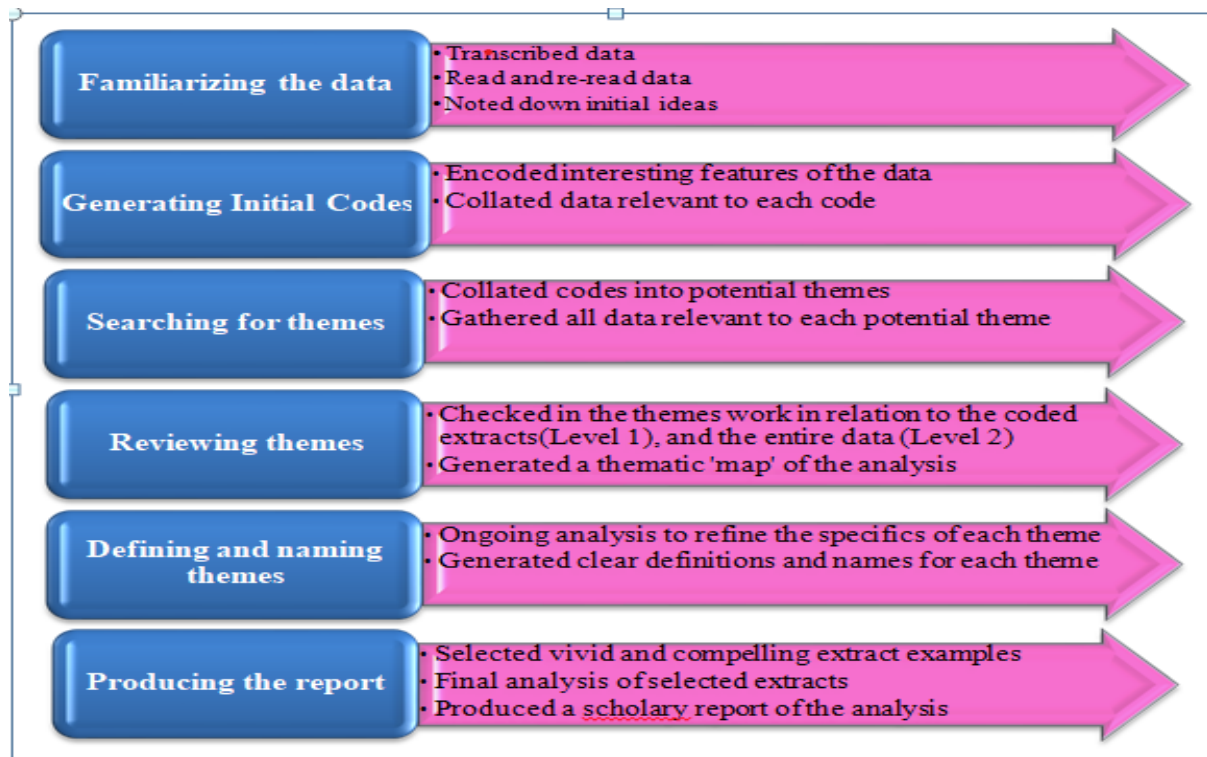 Familiarizing the data
• Transcribed data
• Read and re-read data
• Noted down initial ideas
Generating Initial Codes
• Encoded interesting features of the data
• Collated data relevant to each code
Searching for themes
• Collated codes into potential themes
• Gathered all data relevant to each potential theme
Reviewing themes
• Checked in the themes work in relation to the coded
extracts(Level 1), and the entire data (Level 2)
• Generated a thematic 'map' of the analysis
Defining and naming
themes
• Ongoing analysis to refine the specifics of each theme
• Generated clear definitions and names for each theme
Producing the report
• Selected vivid and compelling extract examples
• Final analysis of selected extracts
• Produced a scholary report of the analysis